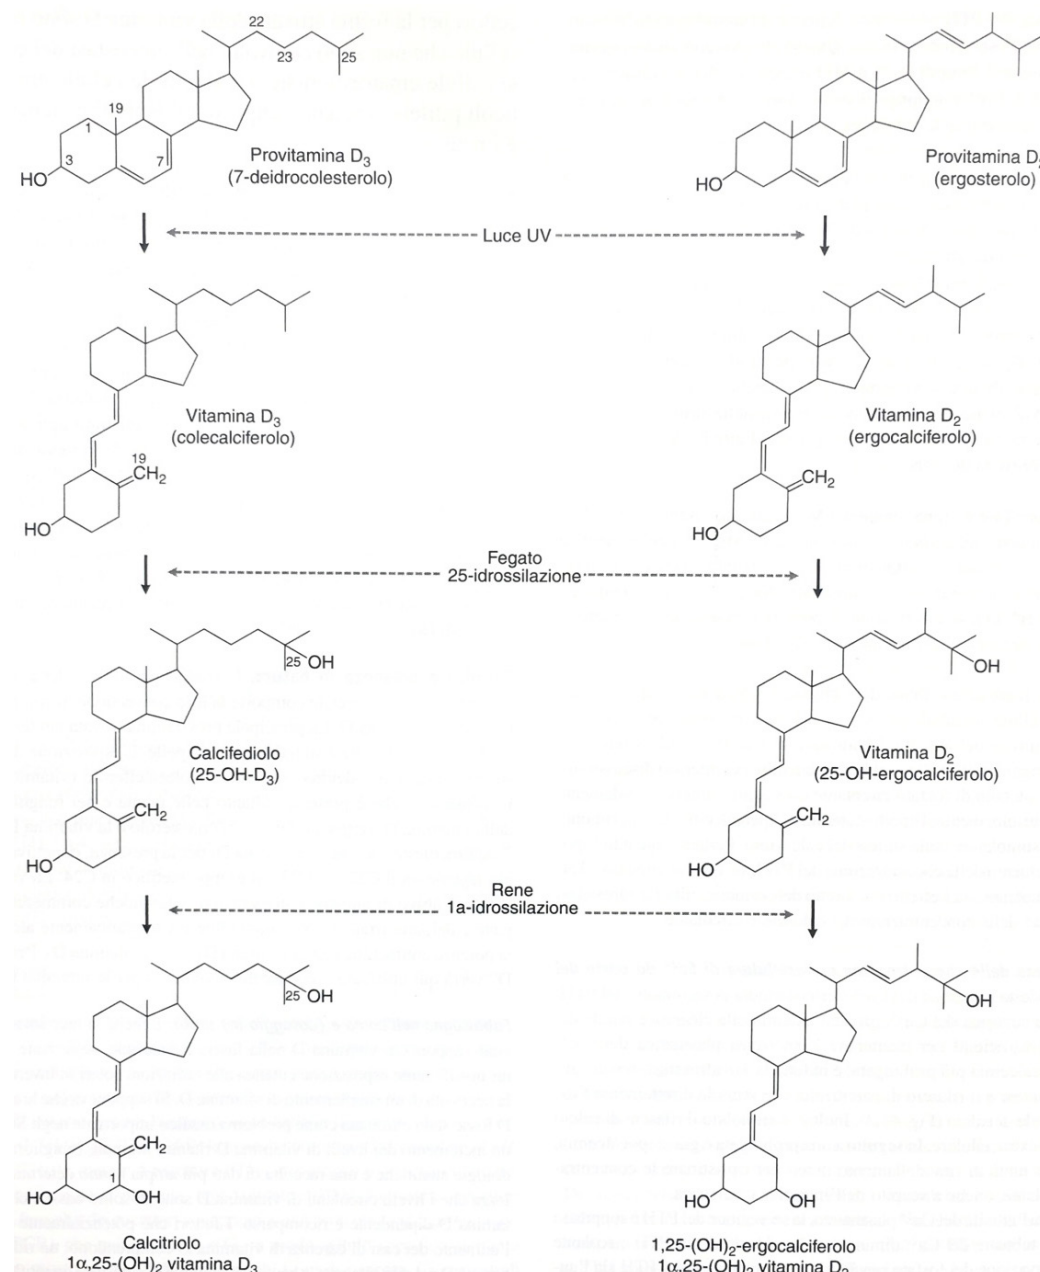 22
23
25
19
1
3
7
HO
Provitamina D₃
(7-deidrocolesterolo)
HO
Provitamina D
(ergosterolo)
Luce UV
Vitamina D₃
(colecalciferolo)
19
CH₂
HO
Vitamina D₂
(ergocalciferolo)
CH₂
HO
Fegato
25-idrossilazione
25
OH
Calcifediolo
(25-OH-D₃)
CH₂
HO
OH
Vitamina D₂
(25-OH-ergocalciferolo)
CH₂
HO
Rene
1a-idrossilazione
25
OH
CH₂
1
HO
OH
Calcitriolo
1α,25-(OH)₂ vitamina D₃
OH
HO
OH
1,25-(OH)₂-ergocalciferolo
1α,25-(OH)₂ vitamina D₂